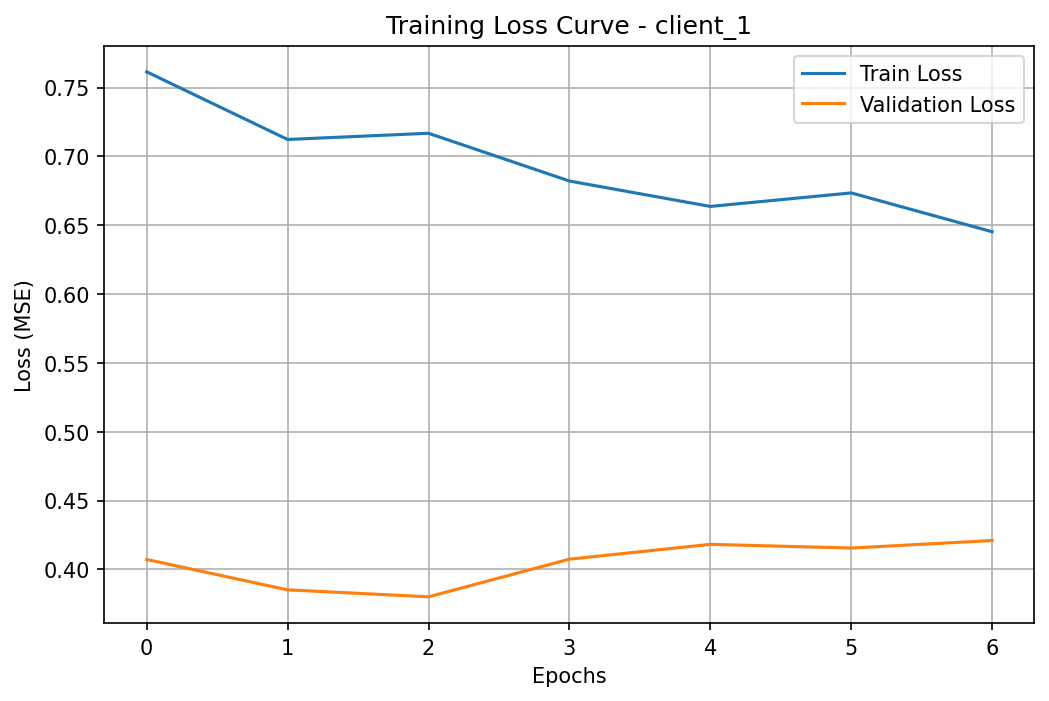 Training Loss Curve - client_1
Train Loss
Validation Loss
0.75
0.70
0.65
0.60
0.55
0.50
0.45
0.40
Loss (MSE)
0 1 2 3 4 5 6
Epochs